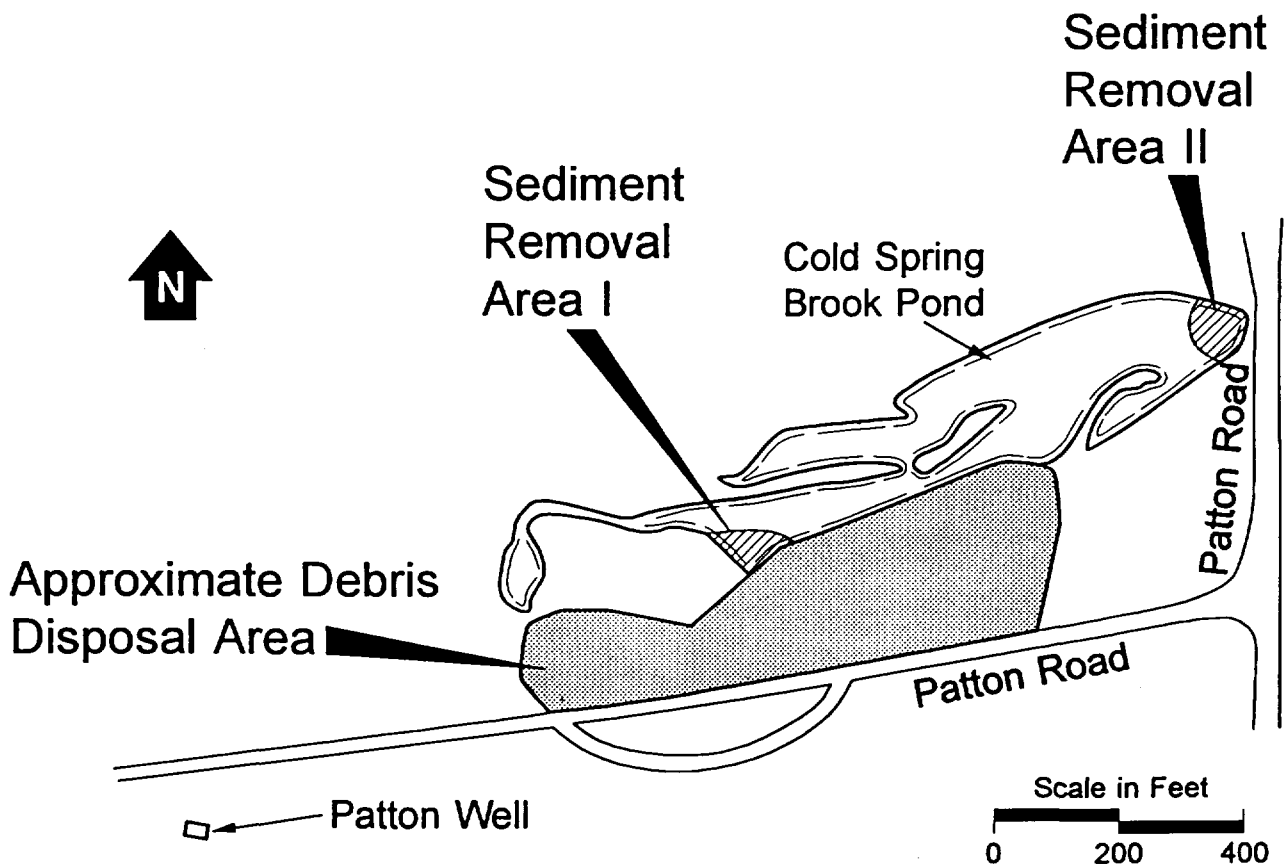 Sediment
Removal
Area II
Sediment
Removal
Area I
Cold Spring
Brook Pond
N
Patton Road
Approximate Debris
Disposal Area
Patton Road
Patton Well
Scale in Feet
0 200 400